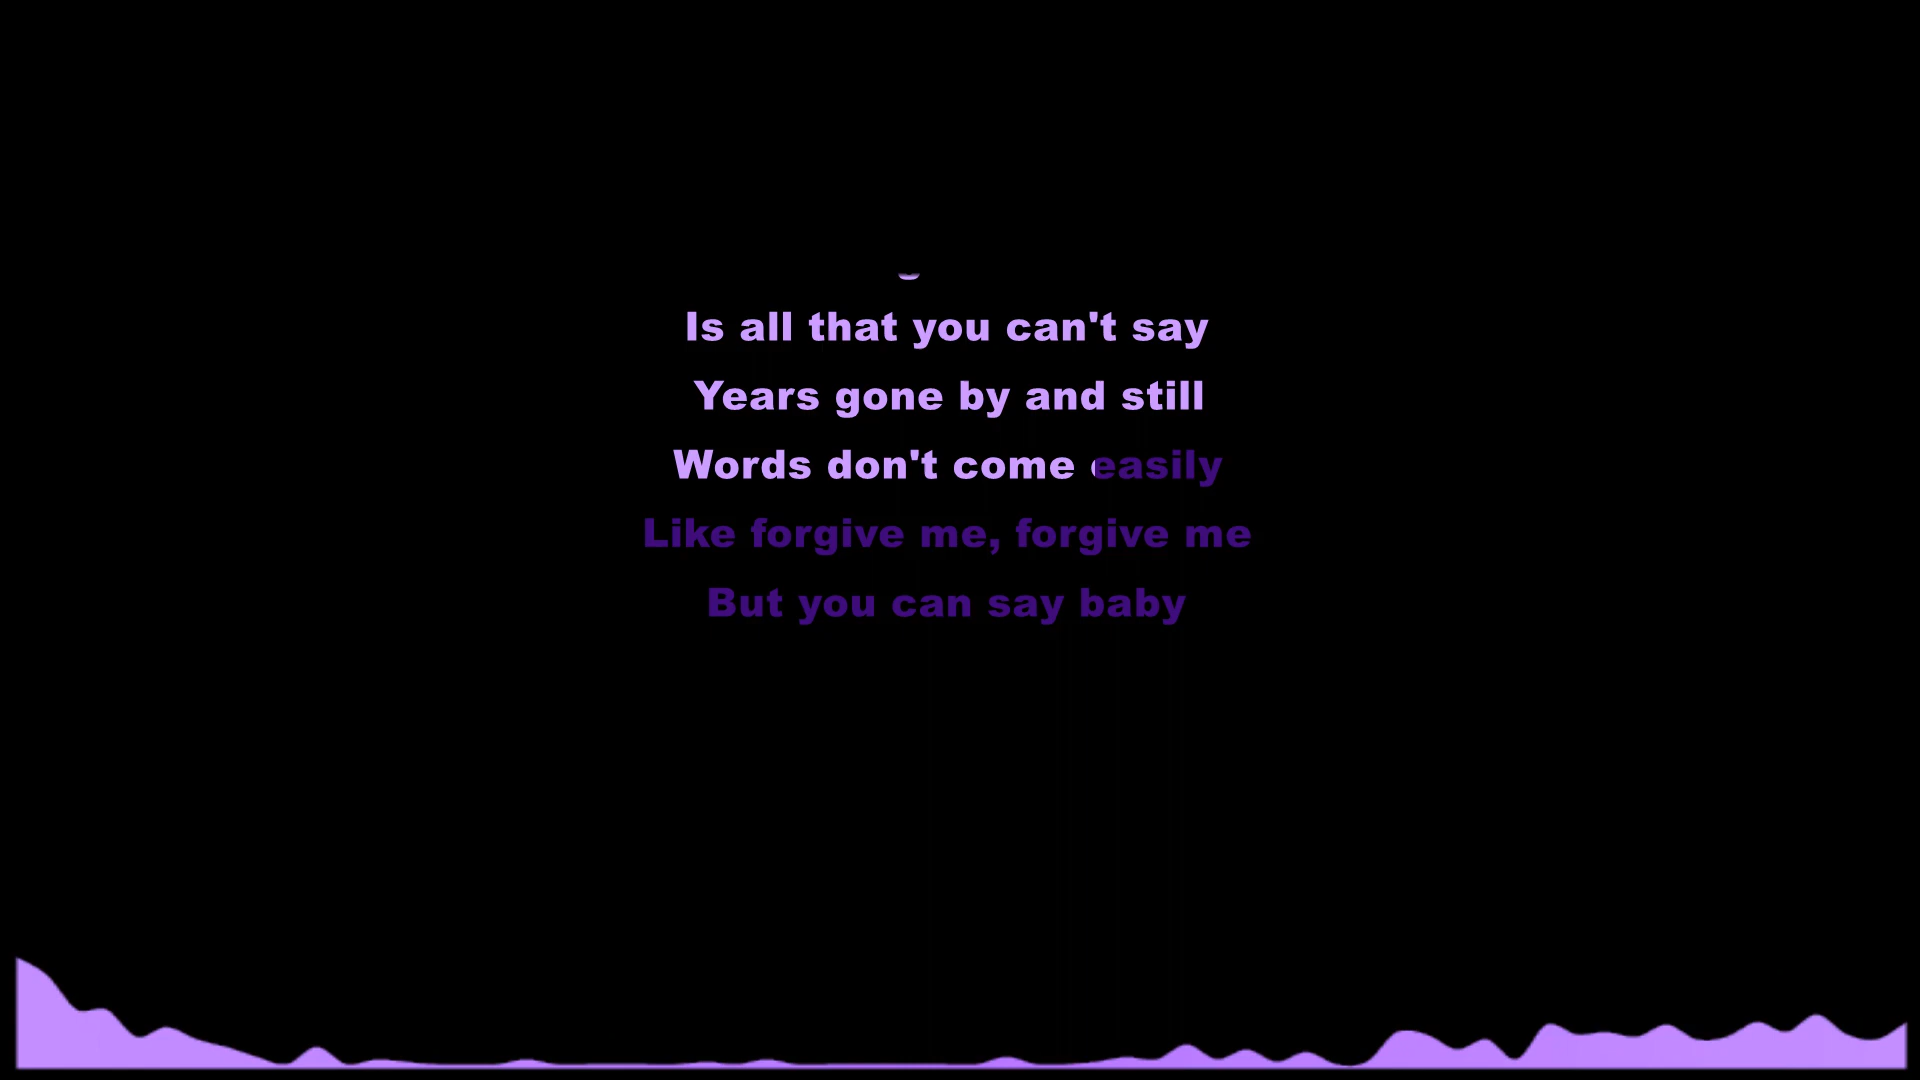 Is all that you can't say
Years gone by and still
Words don't come easily
Like forgive me, forgive me
But you can say baby